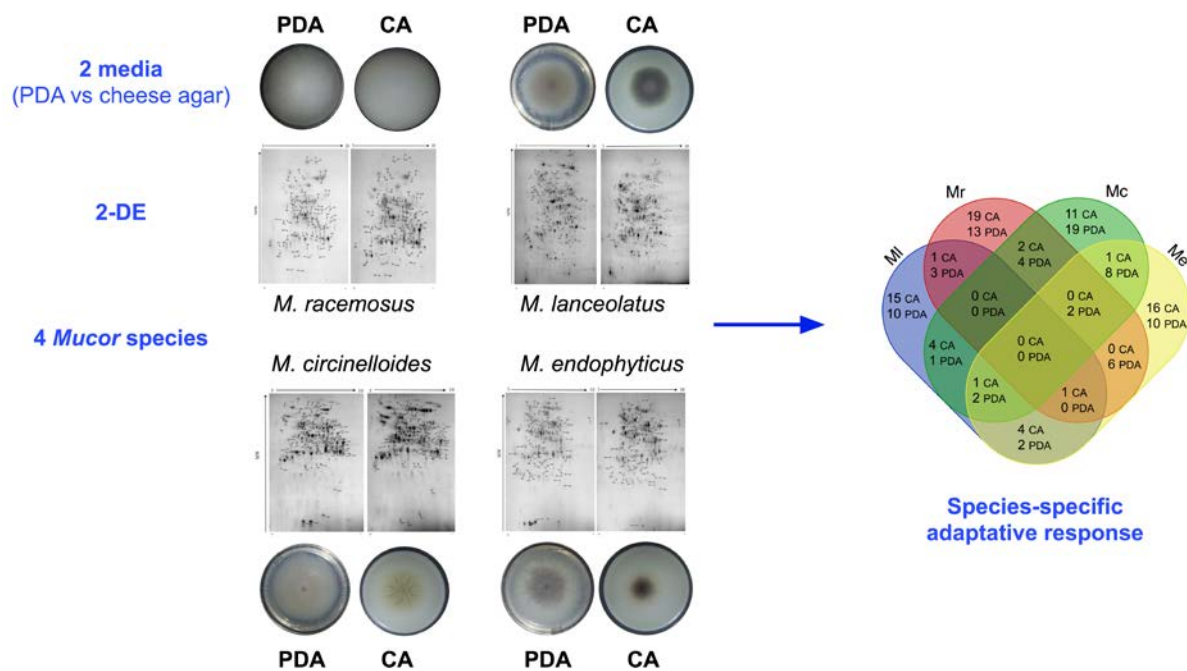 PDA CA
PDA CA
2 media
(PDA vs cheese agar)
2-DE
M. racemosus
M. lanceolatus
4 Mucor species
M. circinelloides
M. endophyticus
PDA CA
PDA CA
Mr
Mc
Ml
Me
19 CA
13 PDA
11 CA
19 PDA
2 CA
4 PDA
1 CA
3 PDA
1 CA
8 PDA
15 CA
10 PDA
0 CA
0 PDA
0 CA
2 PDA
16 CA
10 PDA
4 CA
1 PDA
0 CA
0 PDA
0 CA
6 PDA
1 CA
2 PDA
1 CA
0 PDA
4 CA
2 PDA
Species-specific
adaptative response